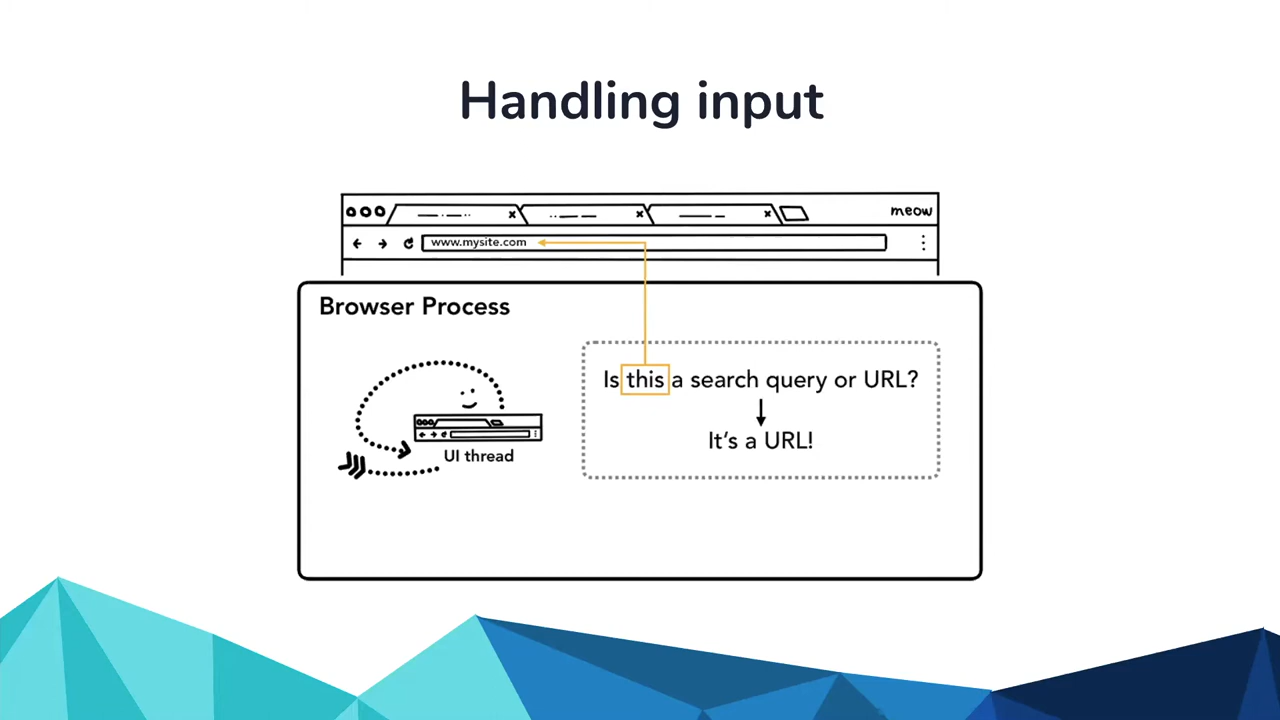 Handling input
meow
www.mysite.com
Browser Process
Is this a search query or URL?
It's a URL!
UI thread